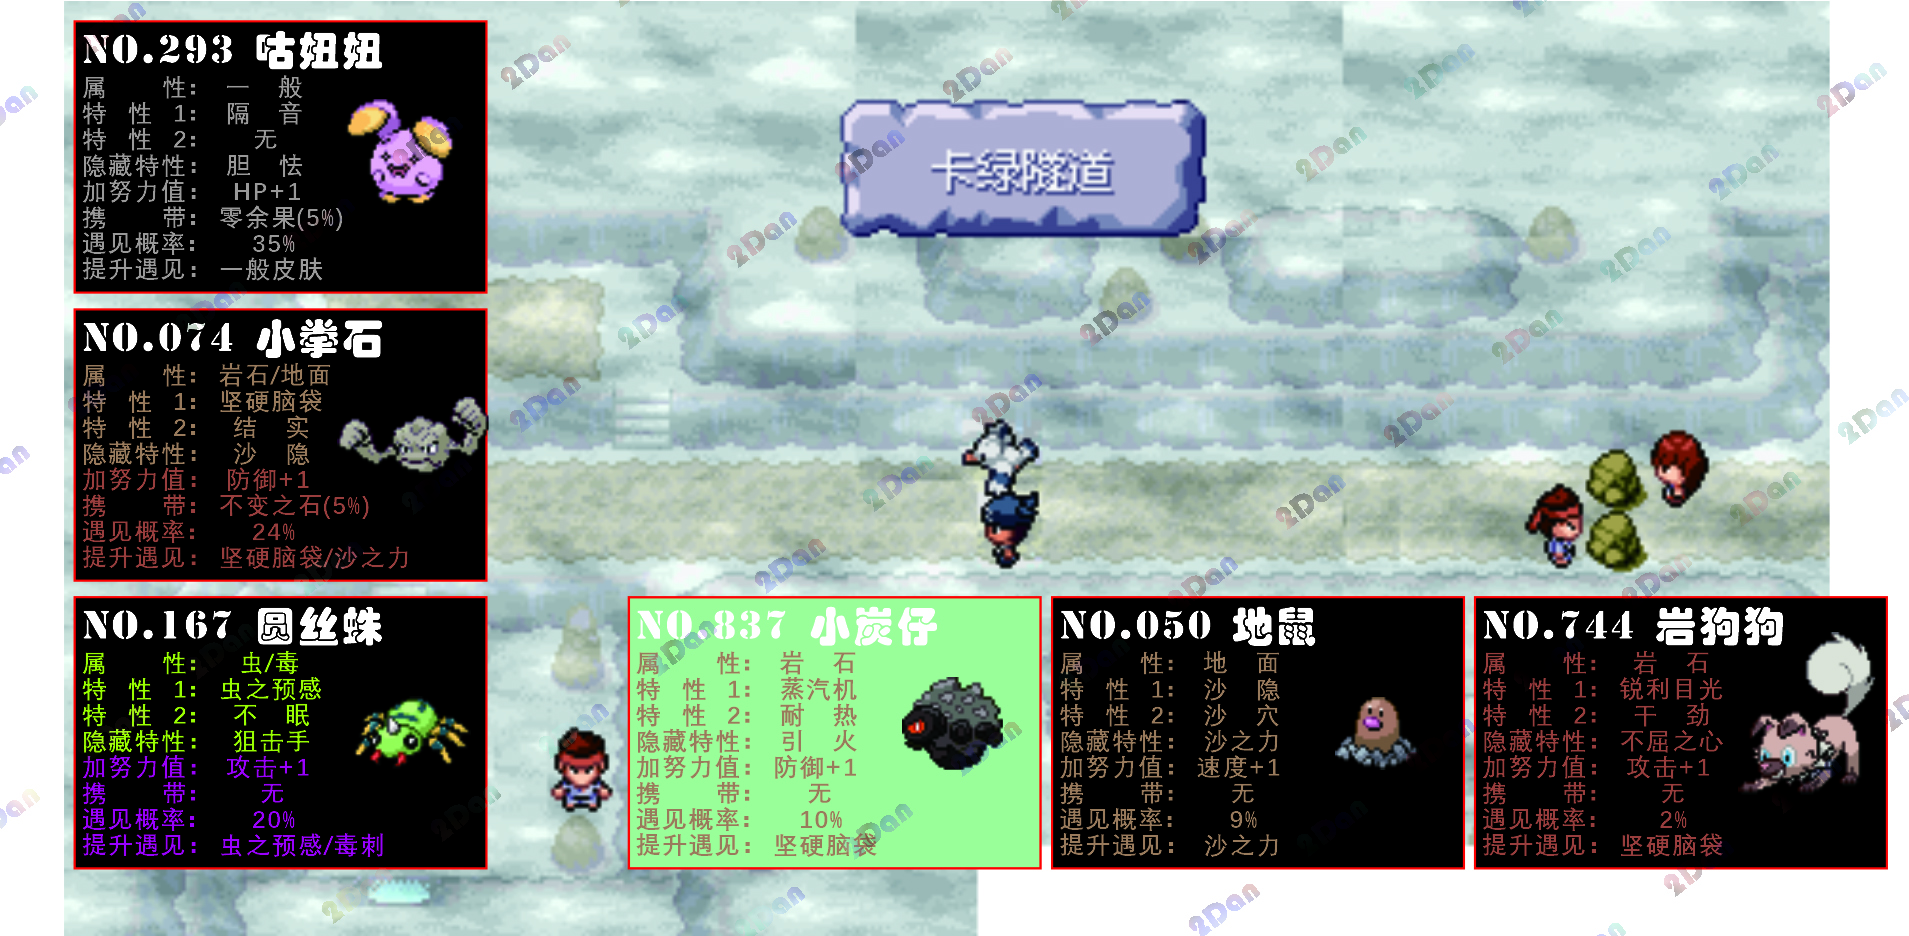 NO.293 咕妞妞
属性：一般
特性1：隔音
特性2：无
隐藏特性：胆怯
加努力值：HP+1
携带：零余果(5%)
遇见概率：35%
提升遇见：一般皮肤
卡绿隧道
NO.074 小拳石
属性：岩石/地面
特性1：坚硬脑袋
特性2：结实
隐藏特性：沙隐
加努力值：防御+1
携带：不变之石(5%)
遇见概率：24%
提升遇见：坚硬脑袋/沙之力
NO.167 圆丝蛛
属性：虫/毒
特性1：虫之预感
特性2：不眠
隐藏特性：狙击手
加努力值：攻击+1
携带：无
遇见概率：20%
提升遇见：虫之预感/毒刺
NO.837 小炭仔
属性：岩石
特性1：蒸汽机
特性2：耐热
隐藏特性：引火
加努力值：防御+1
携带：无
遇见概率：10%
提升遇见：坚硬脑袋
NO.050 地鼠
属性：地面
特性1：沙隐
特性2：沙穴
隐藏特性：沙之力
加努力值：速度+1
携带：无
遇见概率：9%
提升遇见：沙之力
NO.744 岩狗狗
属性：岩石
特性1：锐利目光
特性2：干劲
隐藏特性：不屈之心
加努力值：攻击+1
携带：无
遇见概率：2%
提升遇见：坚硬脑袋
2Dan